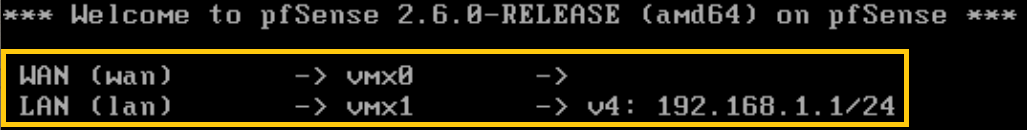 *** Welcome to pfSense 2.6.0-RELEASE (amd64) on pfSense ***
WAN (wan) -> vmx0 ->
LAN (lan) -> vmx1 -> v4: 192.168.1.1/24